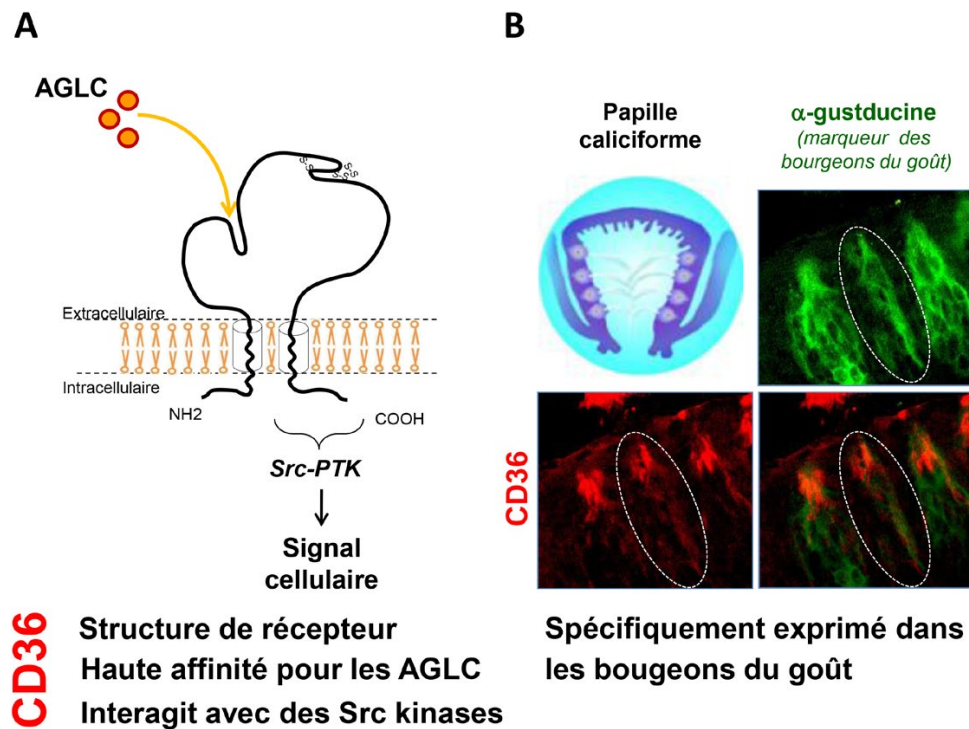 A
AGLC
S-S
S-S
S-S
Extracellulaire
Intracellulaire
NH2
COOH
Src-PTK
Signal
cellulaire
CD36
Structure de récepteur
Haute affinité pour les AGLC
Interagit avec des Src kinases
B
Papille
caliciforme
α-gustducine
(marqueur des
bourgeons du goût)
CD36
Spécifiquement exprimé dans
les bougeons du goût